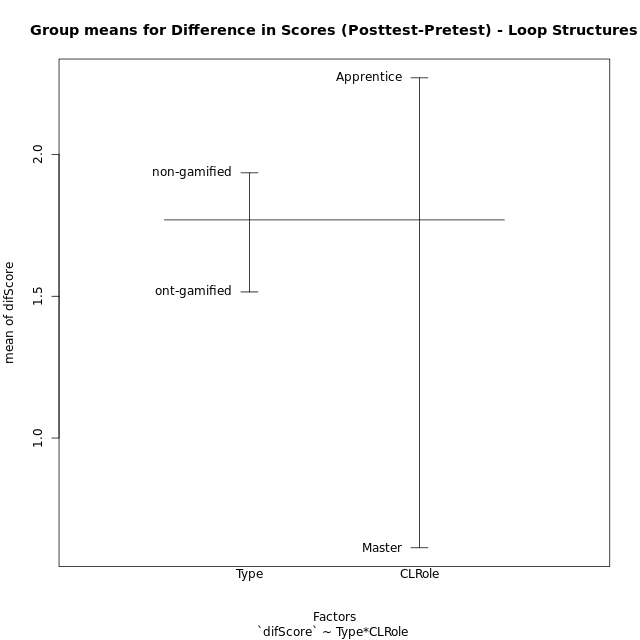 Group means for Difference in Scores (Posttest-Pretest) - Loop Structures
Apprentice
2.0
non-gamified
1.5
ont-gamified
mean of difScore
1.0
Master
Type CLRole
Factors
`difScore` ~ Type*CLRole